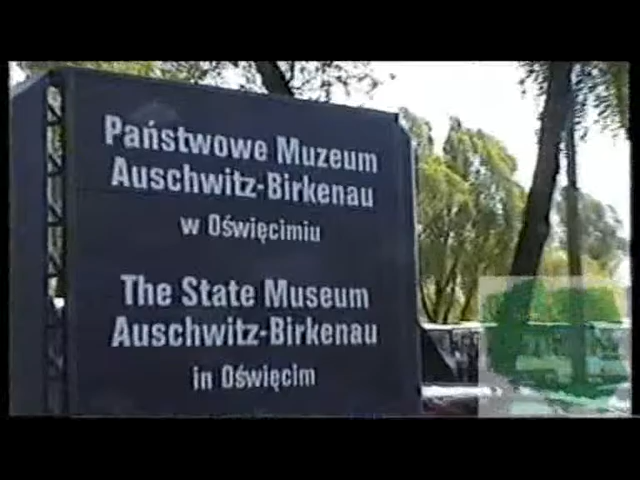 Państwowe Muzeum
Auschwitz-Birkenau
w Oświęcimiu
The State Museum
Auschwitz-Birkenau
in Oświęcim